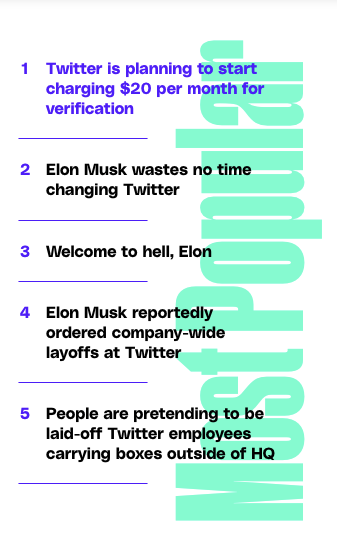 Most Popular
1 Twitter is planning to start
charging $20 per month for
verification
2 Elon Musk wastes no time
changing Twitter
3 Welcome to hell, Elon
4 Elon Musk reportedly
ordered company-wide
layoffs at Twitter
5 People are pretending to be
laid-off Twitter employees
carrying boxes outside of HQ